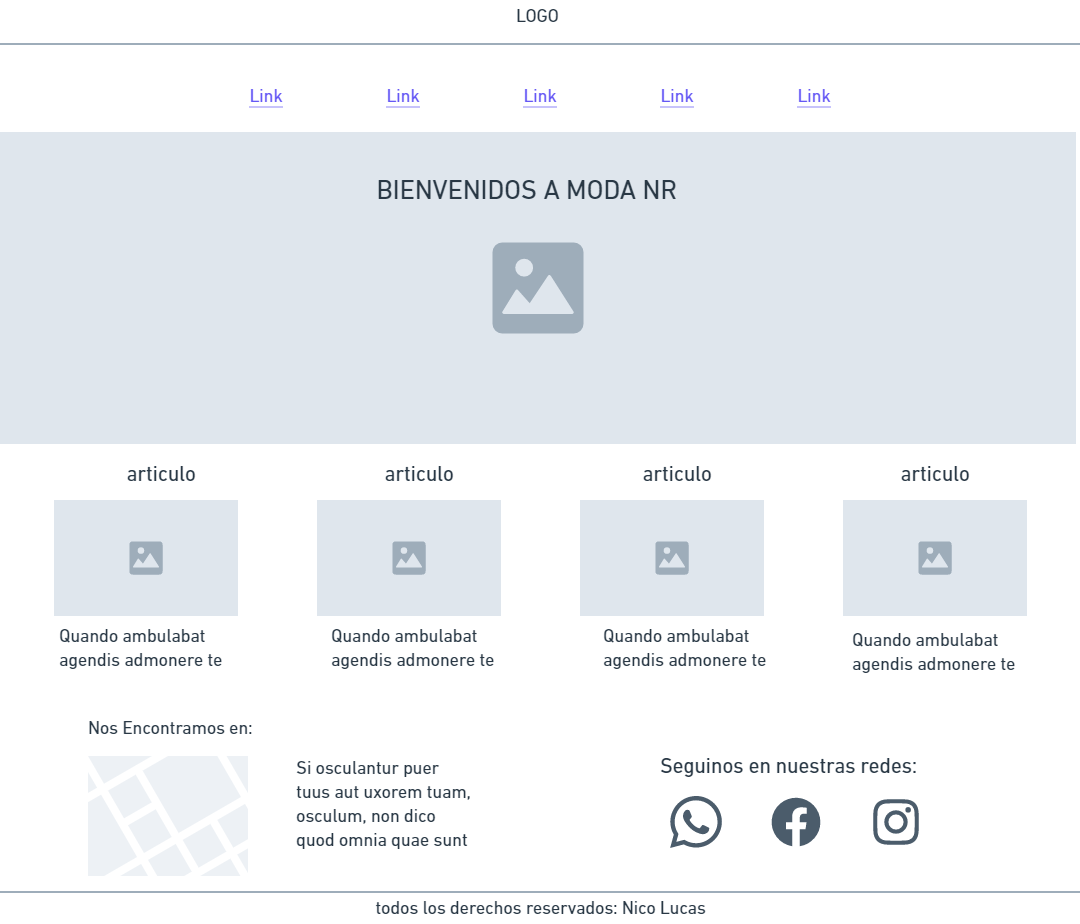 LOGO
Link Link Link Link Link
BIENVENIDOS A MODA NR
articulo articulo articulo articulo
Quando ambulabat
agendis admonere te
Quando ambulabat
agendis admonere te
Quando ambulabat
agendis admonere te
Quando ambulabat
agendis admonere te
Nos Encontramos en:
Si osculantur puer
tuus aut uxorem tuam,
osculum, non dico
quod omnia quae sunt
Seguinos en nuestras redes:
todos los derechos reservados: Nico Lucas